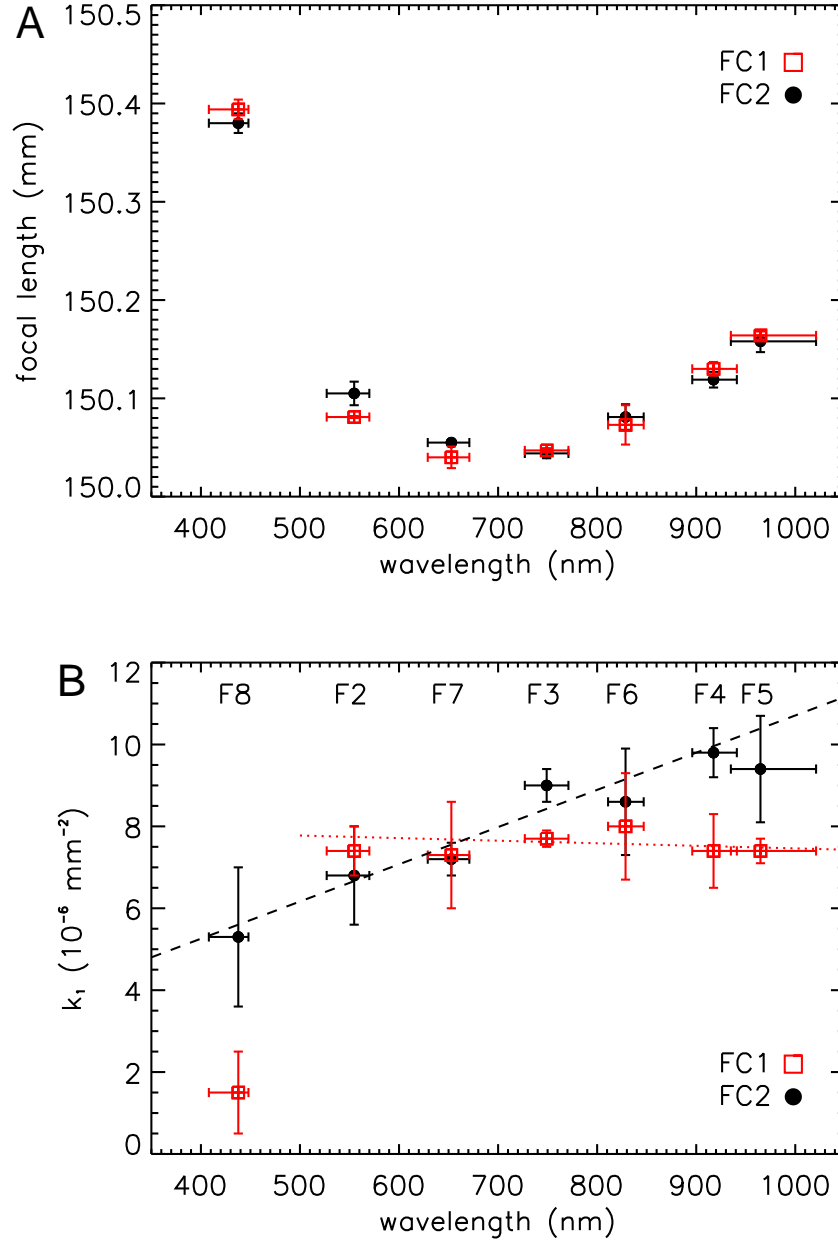 A
150.5
150.4
150.3
150.2
150.1
150.0
focal length (mm)
FC1
FC2
400 500 600 700 800 900 1000
wavelength (nm)
B
12
10
8
6
4
2
0
k₁ (10⁻⁶ mm⁻²)
F8 F2 F7 F3 F6 F4 F5
FC1
FC2
400 500 600 700 800 900 1000
wavelength (nm)